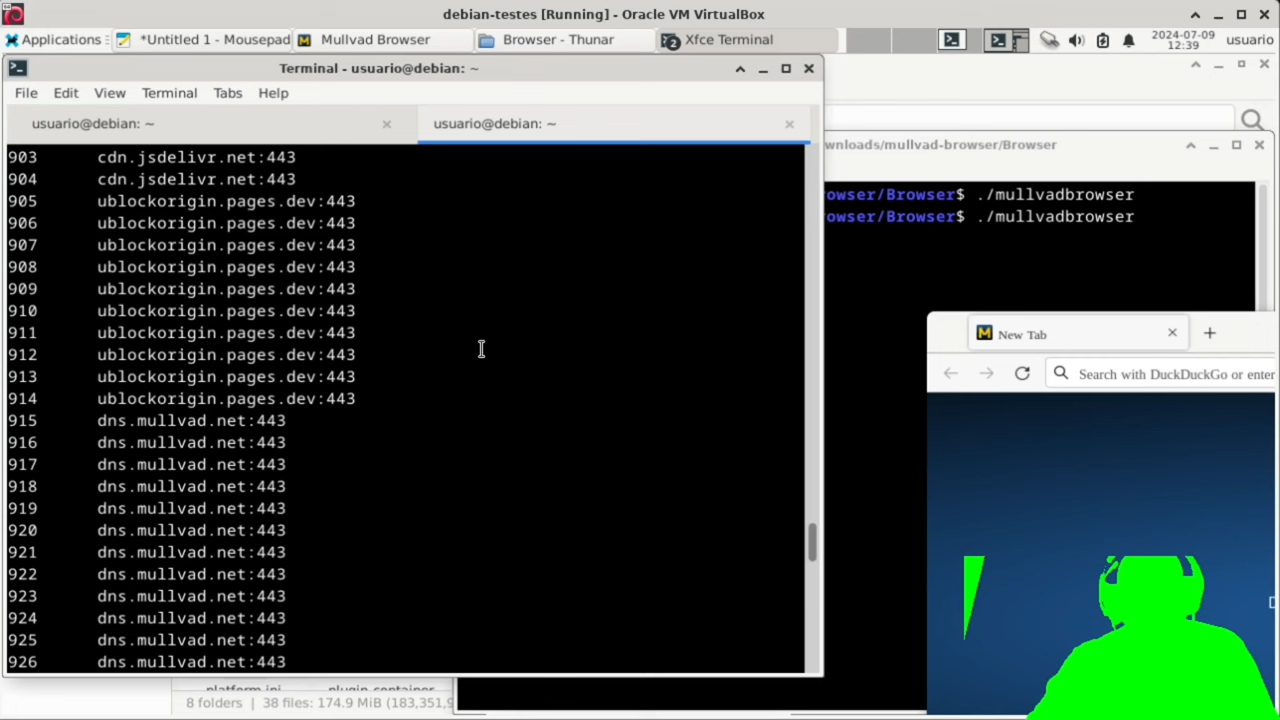 debian-testes [Running] - Oracle VM VirtualBox
Applications
*Untitled 1 - Mousepad
Mullvad Browser
Browser - Thunar
2
Xfce Terminal
2024-07-09
12:39
usuario
Terminal - usuario@debian: ~
File Edit View Terminal Tabs Help
usuario@debian: ~
usuario@debian: ~
903 cdn.jsdelivr.net:443
904 cdn.jsdelivr.net:443
905 ublockorigin.pages.dev:443
906 ublockorigin.pages.dev:443
907 ublockorigin.pages.dev:443
908 ublockorigin.pages.dev:443
909 ublockorigin.pages.dev:443
910 ublockorigin.pages.dev:443
911 ublockorigin.pages.dev:443
912 ublockorigin.pages.dev:443
913 ublockorigin.pages.dev:443
914 ublockorigin.pages.dev:443
915 dns.mullvad.net:443
916 dns.mullvad.net:443
917 dns.mullvad.net:443
918 dns.mullvad.net:443
919 dns.mullvad.net:443
920 dns.mullvad.net:443
921 dns.mullvad.net:443
922 dns.mullvad.net:443
923 dns.mullvad.net:443
924 dns.mullvad.net:443
925 dns.mullvad.net:443
926 dns.mullvad.net:443
wnloads/mullvad-browser/Browser
owser/Browser$ ./mullvadbrowser
owser/Browser$ ./mullvadbrowser
New Tab
Search with DuckDuckGo or enter
8 folders | 38 files: 174.9 MiB (183,351,9